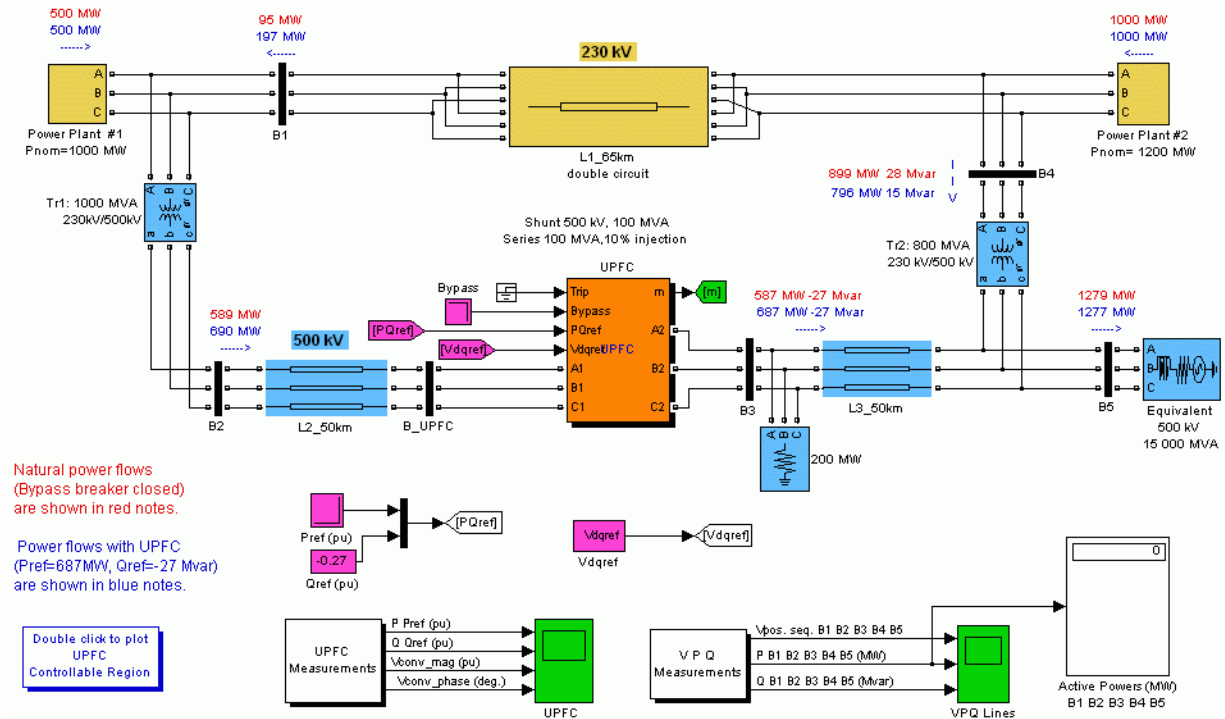 500 MW
500 MW
------>
95 MW
197 MW
<------
230 kV
1000 MW
1000 MW
<------
A
B
C
Power Plant #1
Pnom=1000 MW
B1
L1_65km
double circuit
A
B
C
Power Plant #2
Pnom= 1200 MW
899 MW 28 Mvar
796 MW 15 Mvar
B4
Tr1: 1000 MVA
230kV/500kV
A B C
a b c
Shunt 500 kV, 100 MVA
Series 100 MVA,10% injection
UPFC
Tr2: 800 MVA
230 kV/500 kV
A B C
a b c
Bypass
Trip
Bypass
PQref
Vdqref
UPFC
A1
B1
C1
m
A2
B2
C2
[m]
[PQref]
[Vdqref]
589 MW
690 MW
---->
500 kV
587 MW -27 Mvar
687 MW -27 Mvar
------>
1279 MW
1277 MW
------>
B2
L2_50km
B_UPFC
B3
L3_50km
B5
A
B
C
Equivalent
500 kV
15 000 MVA
A B C
200 MW
Natural power flows
(Bypass breaker closed)
are shown in red notes.
Power flows with UPFC
(Pref=687MW, Qref=-27 Mvar)
are shown in blue notes.
Pref (pu)
-0.27
Qref (pu)
[PQref]
Vdqref
Vdqref
[Vdqref]
0
Active Powers (MW)
B1 B2 B3 B4 B5
Double click to plot
UPFC
Controllable Region
UPFC
Measurements
P Pref (pu)
Q Qref (pu)
Vconv_mag (pu)
Vconv_phase (deg.)
UPFC
V P Q
Measurements
Vpos. seq. B1 B2 B3 B4 B5
P B1 B2 B3 B4 B5 (MW)
Q B1 B2 B3 B4 B5 (Mvar)
VPQ Lines